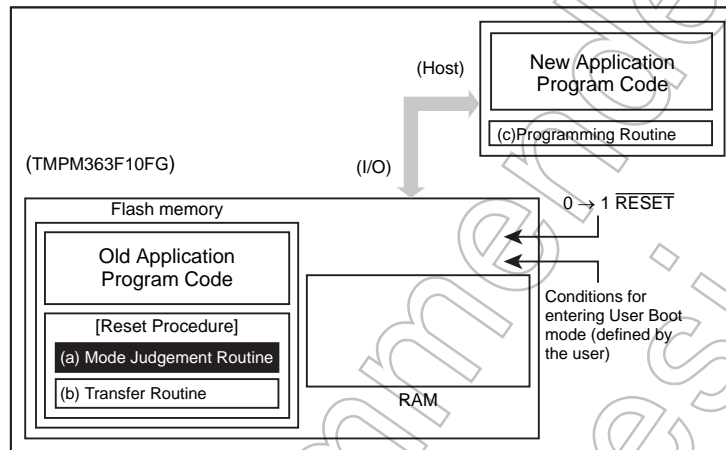 New Application
Program Code
(Host)
(c)Programming Routine
(TMPM363F10FG)
(I/O)
Flash memory
0 → 1 RESET
Old Application
Program Code
[Reset Procedure]
(a) Mode Judgement Routine
(b) Transfer Routine
Conditions for
entering User Boot
mode (defined by
the user)
RAM